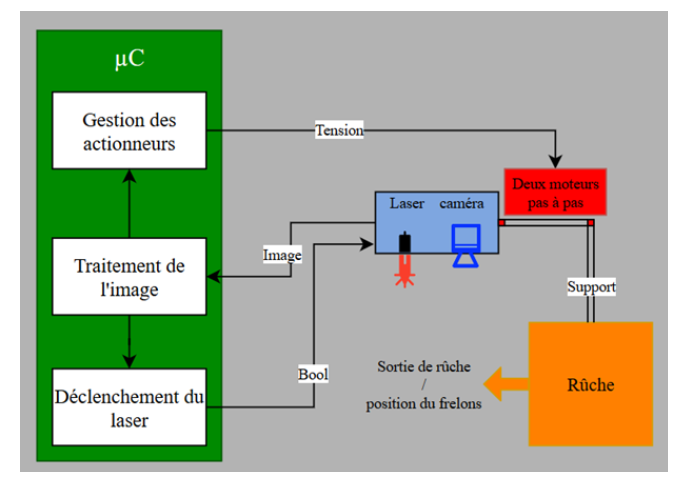 µC
Gestion des
actionneurs
Tension
Deux moteurs
pas à pas
Laser caméra
Traitement de
l'image
Image
Support
Déclenchement du
laser
Bool
Sortie de rûche
/
position du frelons
Rûche